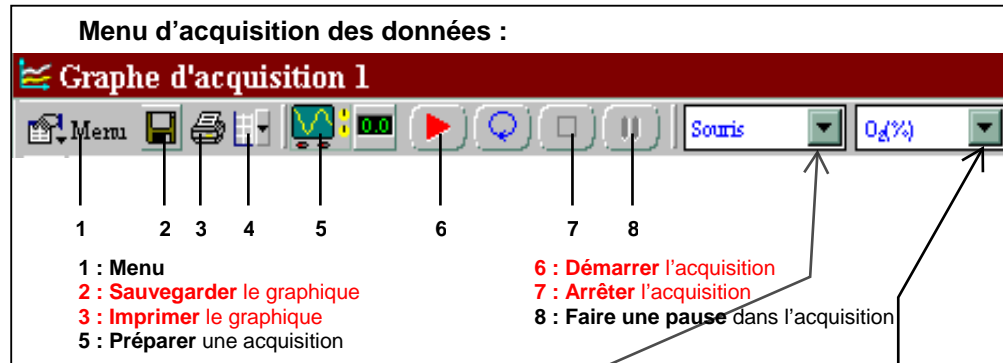 Menu d'acquisition des données :
Graphe d'acquisition 1
Menu 0.0 Souris O2(%)
1 2 3 4 5 6 7 8
1 : Menu
2 : Sauvegarder le graphique
3 : Imprimer le graphique
5 : Préparer une acquisition
6 : Démarrer l'acquisition
7 : Arrêter l'acquisition
8 : Faire une pause dans l'acquisition